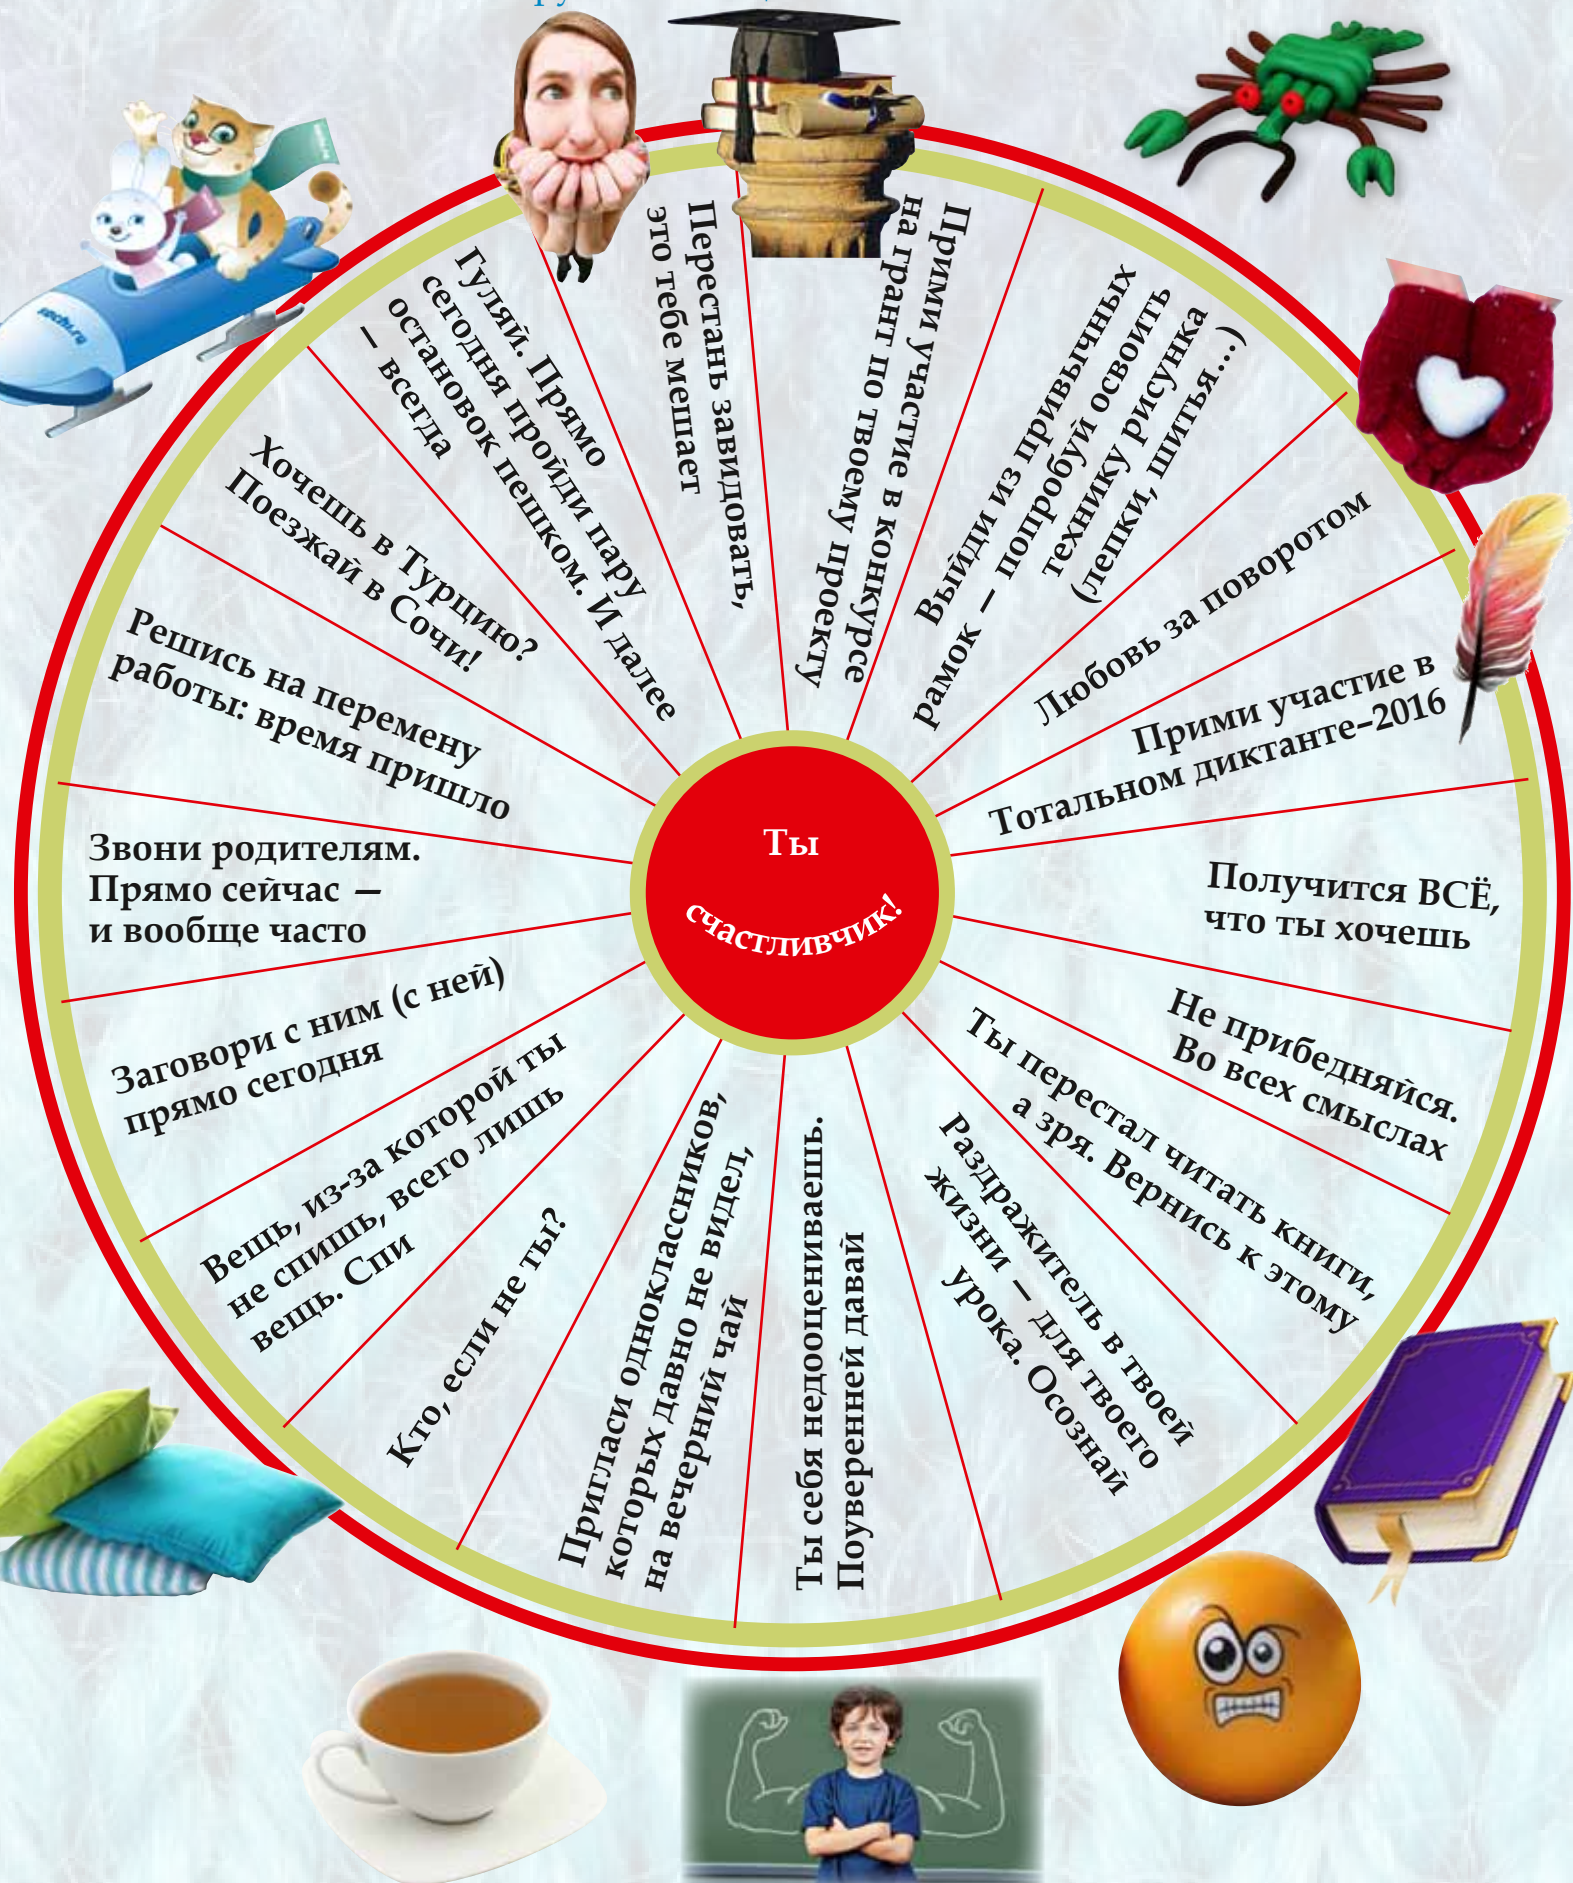 Перестань завидовать,
это тебе мешает
Прими участие в конкурсе
на грант по твоему проекту
Выйди из привычных
рамок — попробуй освоить
технику рисунка
(лепки, шитья...)
Любовь за поворотом
Прими участие в
Тотальном диктанте–2016
Получится ВСЁ,
что ты хочешь
Не прибедняйся.
Во всех смыслах
Ты перестал читать книги,
а зря. Вернись к этому
Раздражитель в твоей
жизни — для твоего
урока. Осознай
Ты себя недооцениваешь.
Поуверенней давай
Пригласи одноклассников,
которых давно не видел,
на вечерний чай
Кто, если не ты?
Вещь, из-за которой ты
не спишь, всего лишь
вещь. Спи
Заговори с ним (с ней)
прямо сегодня
Звони родителям.
Прямо сейчас —
и вообще часто
Решись на перемену
работы: время пришло
Хочешь в Турцию?
Поезжай в Сочи!
Гуляй. Прямо
сегодня пройди пару
остановок пешком. И далее
— всегда
Ты
счастливчик!
sochi.ru